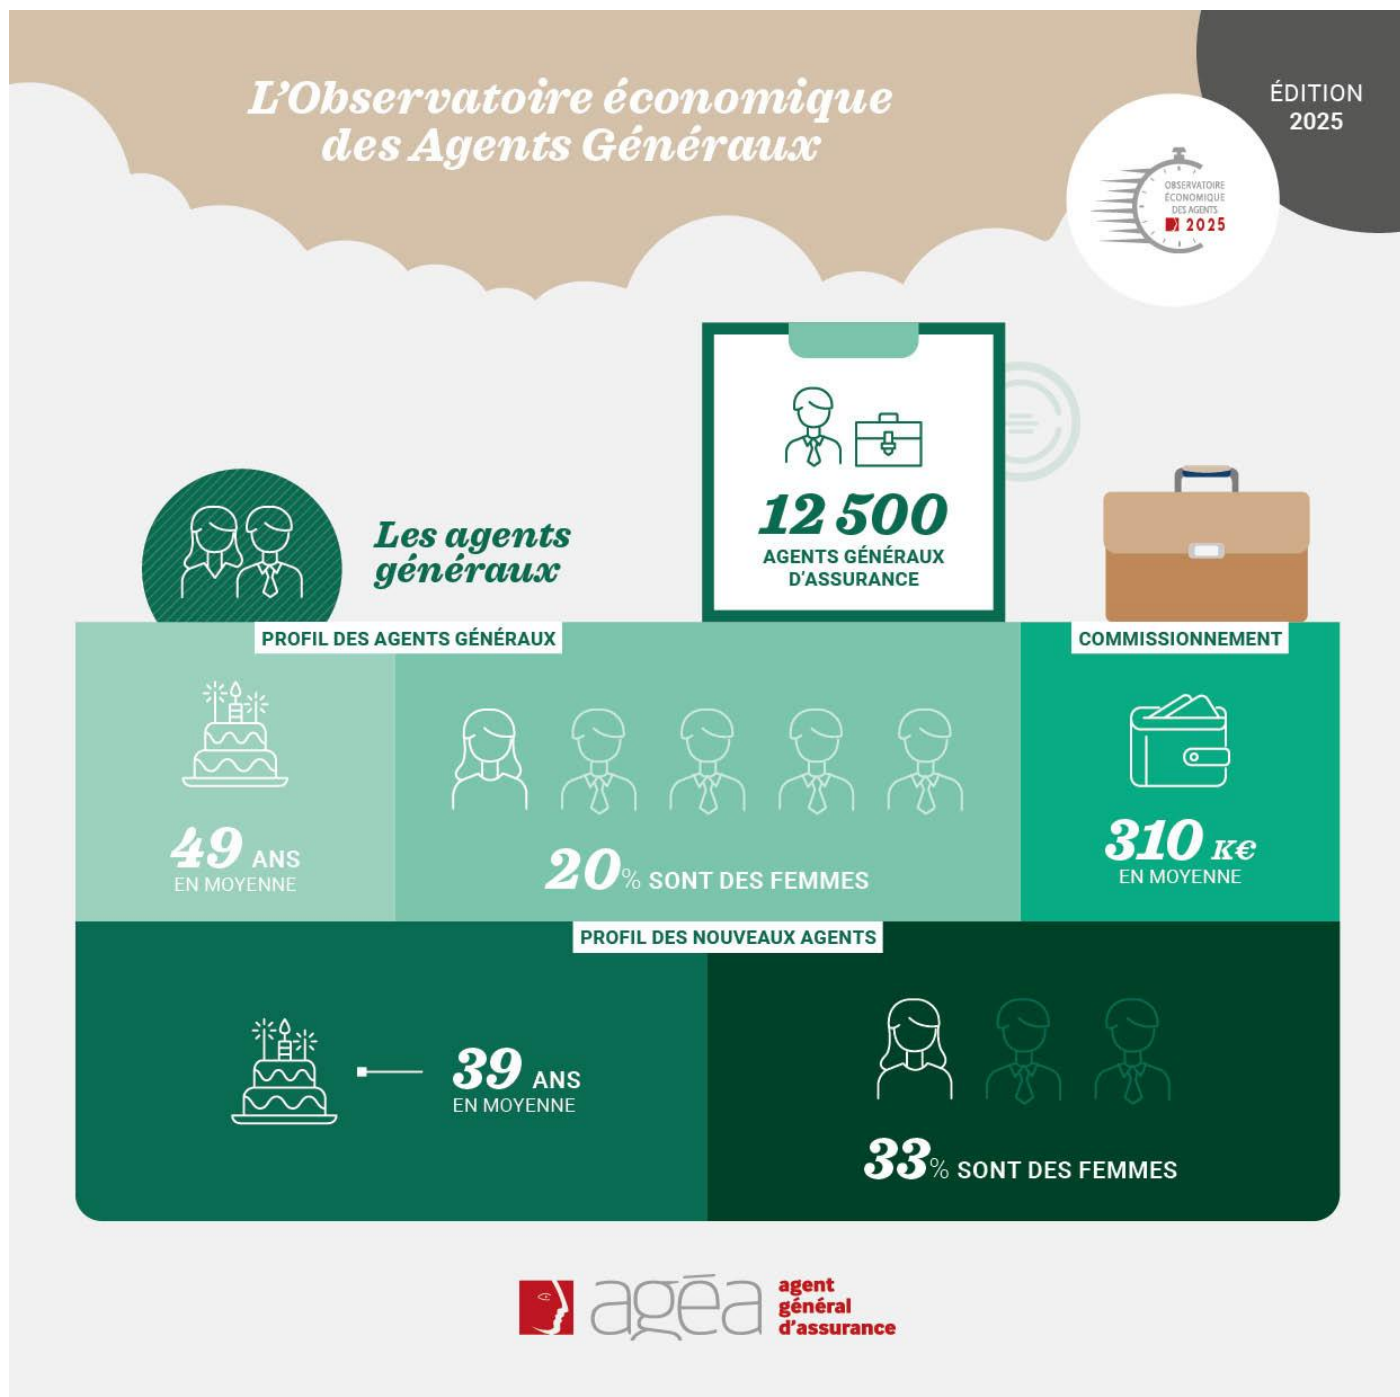 L'Observatoire économique
des Agents Généraux
ÉDITION
2025
OBSERVATOIRE
ÉCONOMIQUE
DES AGENTS
2025
Les agents
généraux
12 500
AGENTS GÉNÉRAUX
D'ASSURANCE
PROFIL DES AGENTS GÉNÉRAUX
COMMISSIONNEMENT
49 ANS
EN MOYENNE
20% SONT DES FEMMES
310 K€
EN MOYENNE
PROFIL DES NOUVEAUX AGENTS
39 ANS
EN MOYENNE
33% SONT DES FEMMES
agéa
agent
général
d'assurance